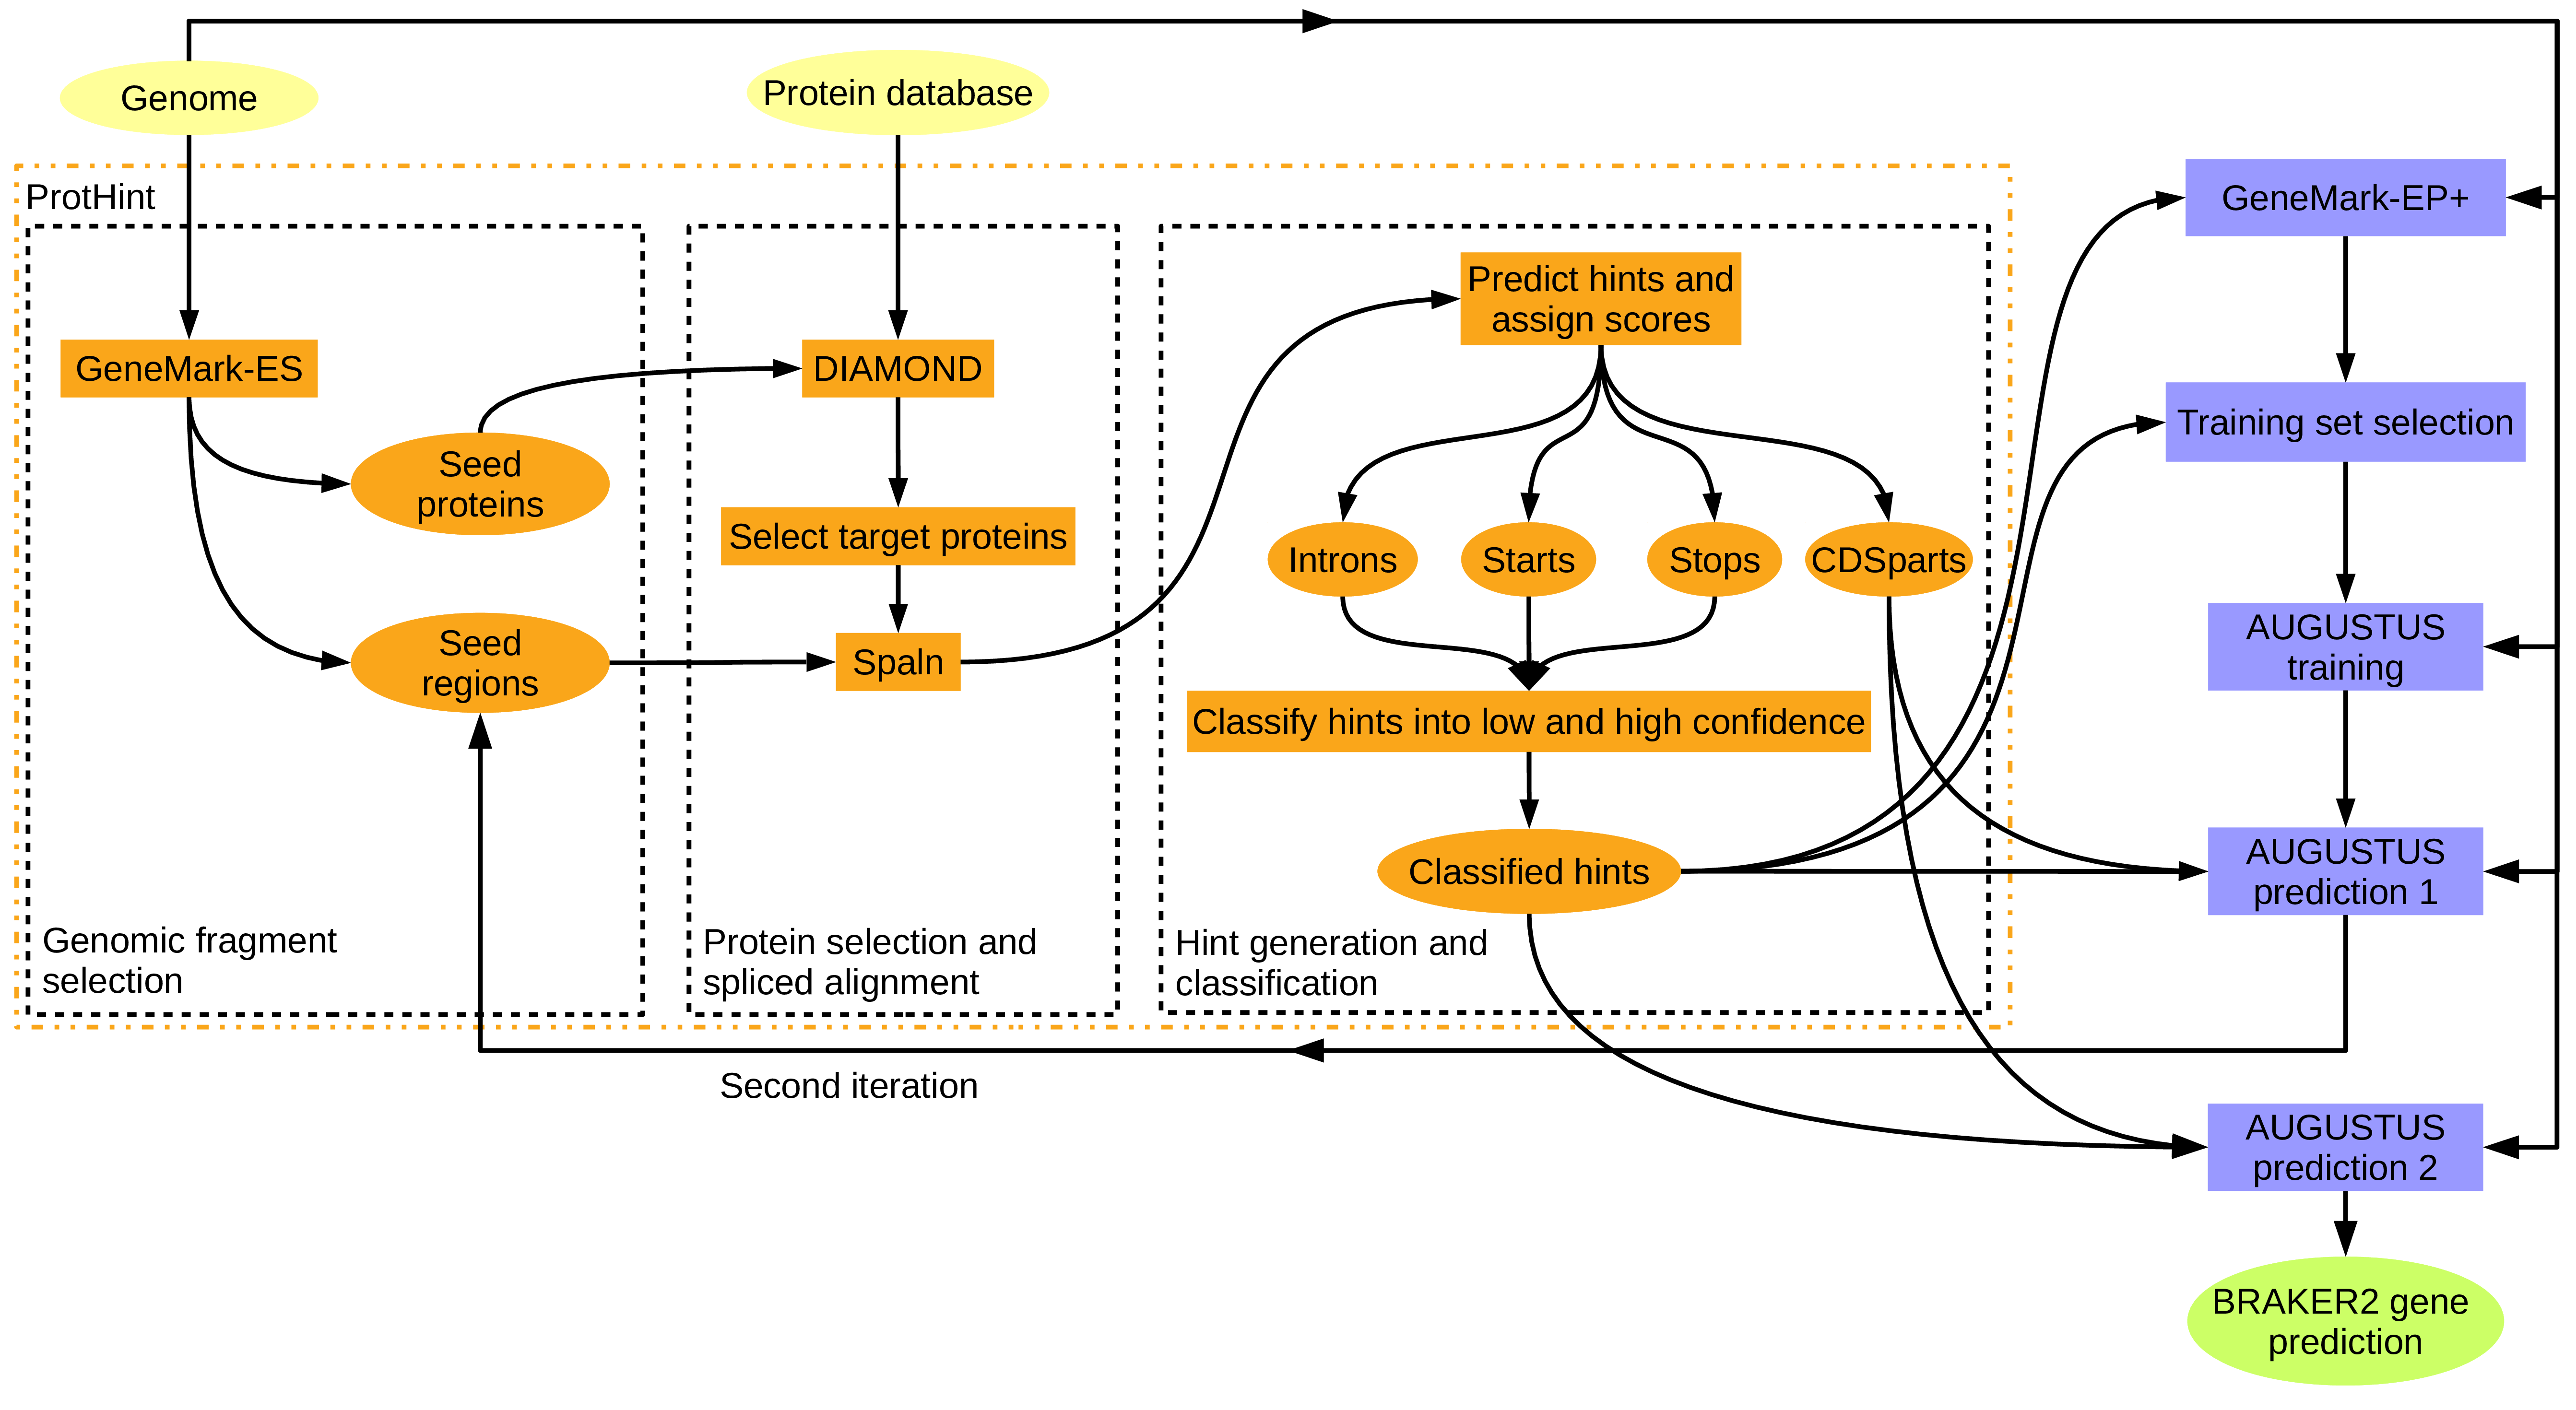 Genome
Protein database
ProtHint
GeneMark-ES
Seed
proteins
Seed
regions
Genomic fragment
selection
DIAMOND
Select target proteins
Spaln
Protein selection and
spliced alignment
Predict hints and
assign scores
Introns
Starts
Stops
CDSparts
Classify hints into low and high confidence
Classified hints
Hint generation and
classification
Second iteration
GeneMark-EP+
Training set selection
AUGUSTUS
training
AUGUSTUS
prediction 1
AUGUSTUS
prediction 2
BRAKER2 gene
prediction